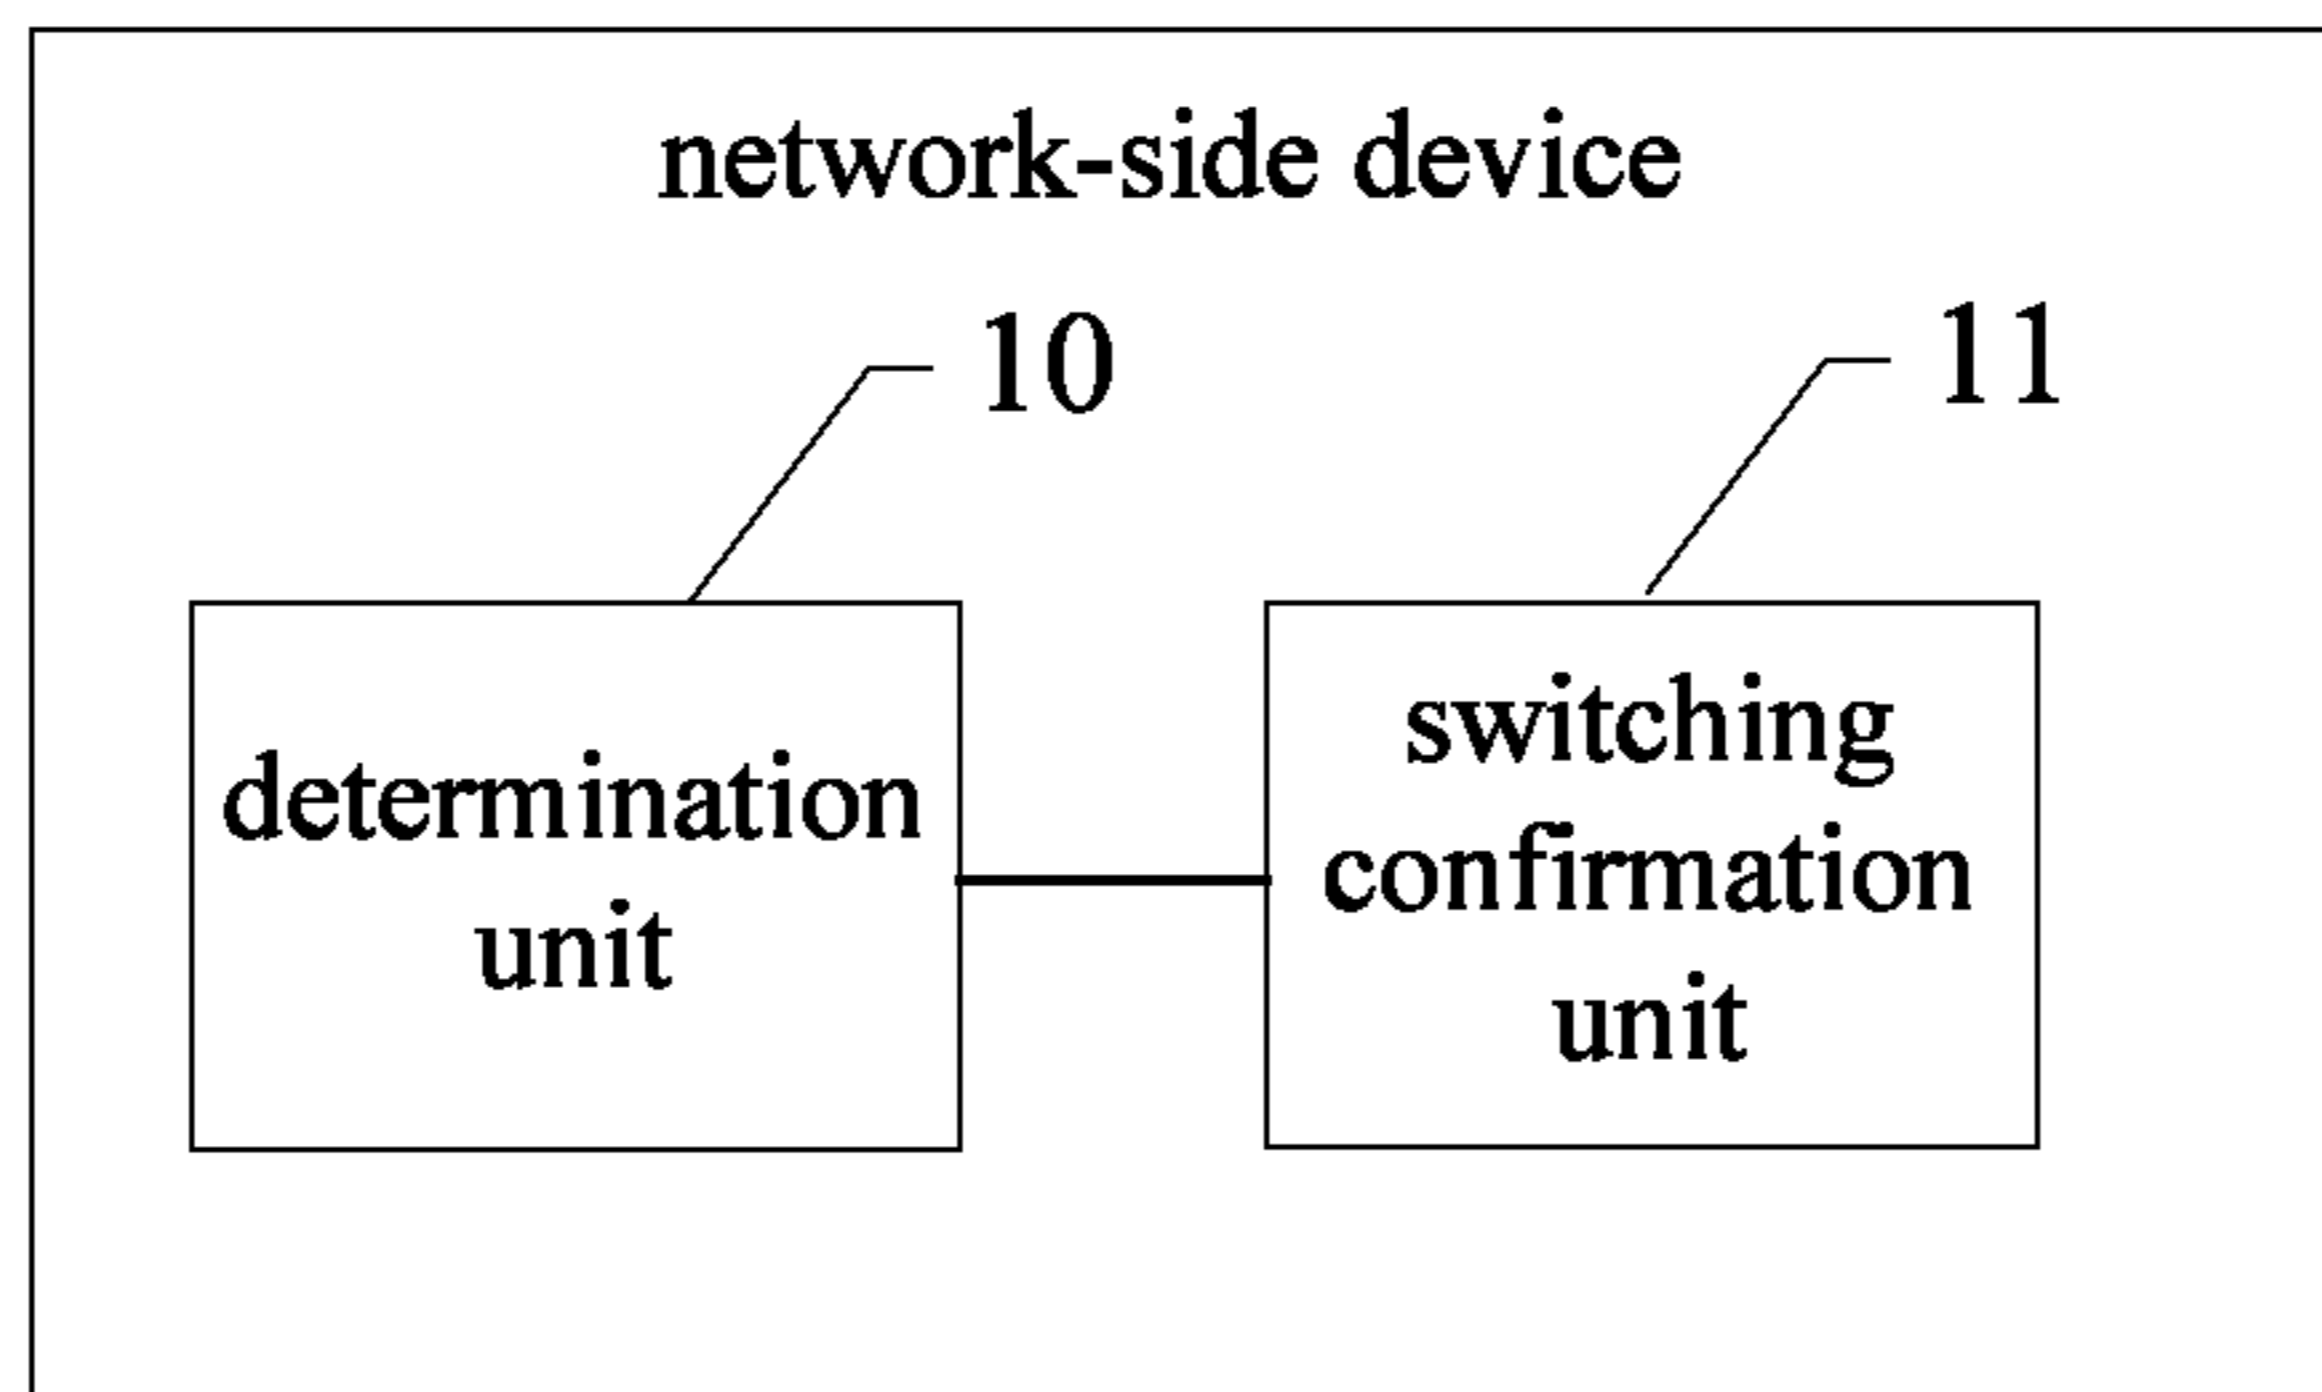 network-side device
10
11
determination
unit
switching
confirmation
unit